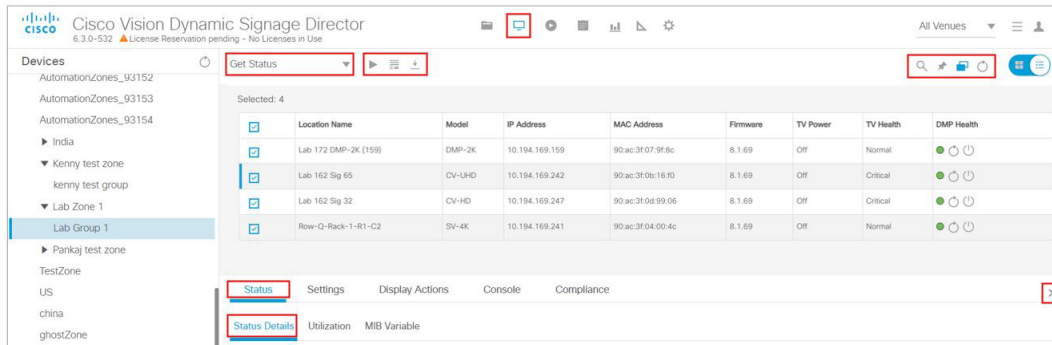 CISCO
Cisco Vision Dynamic Signage Director
6.3.0-532 License Reservation pending - No Licenses in Use
All Venues
Devices
AutomationZones_93152
AutomationZones_93153
AutomationZones_93154
India
Kenny test zone
kenny test group
Lab Zone 1
Lab Group 1
Pankaj test zone
TestZone
US
china
ghostZone
Get Status
Selected: 4
Location Name Model IP Address MAC Address Firmware TV Power TV Health DMP Health
Lab 172 DMP-2K (159) DMP-2K 10.194.169.159 90:ac:3f:07:9f:8c 8.1.69 Off Normal
Lab 162 Sig 65 CV-UHD 10.194.169.242 90:ac:3f:0b:16:f0 8.1.69 Off Critical
Lab 162 Sig 32 CV-HD 10.194.169.247 90:ac:3f:0d:99:06 8.1.69 Off Critical
Row-Q-Rack-1-R1-C2 SV-4K 10.194.169.241 90:ac:3f:04:00:4c 8.1.69 Off Normal
Status Settings Display Actions Console Compliance
Status Details Utilization MIB Variable